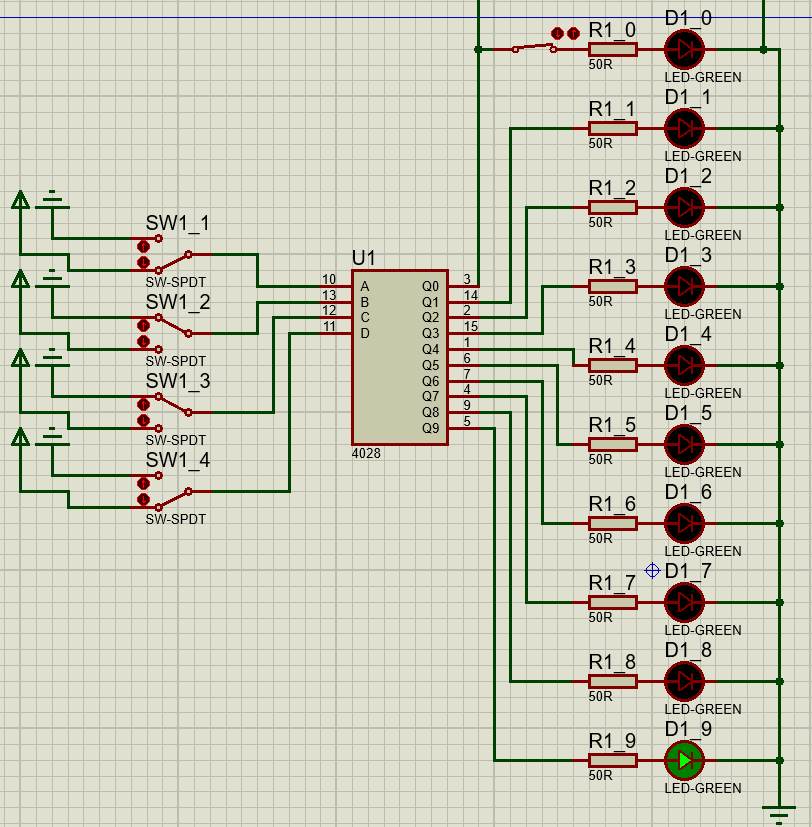 R1_0
50R
D1_0
LED-GREEN
R1_1
50R
D1_1
LED-GREEN
R1_2
50R
D1_2
LED-GREEN
R1_3
50R
D1_3
LED-GREEN
R1_4
50R
D1_4
LED-GREEN
R1_5
50R
D1_5
LED-GREEN
R1_6
50R
D1_6
LED-GREEN
R1_7
50R
D1_7
LED-GREEN
R1_8
50R
D1_8
LED-GREEN
R1_9
50R
D1_9
LED-GREEN
SW1_1
SW-SPDT
SW1_2
SW-SPDT
SW1_3
SW-SPDT
SW1_4
SW-SPDT
U1
10 A Q0 3
13 B Q1 14
12 C Q2 2
11 D Q3 15
Q4 1
Q5 6
Q6 7
Q7 4
Q8 9
Q9 5
4028